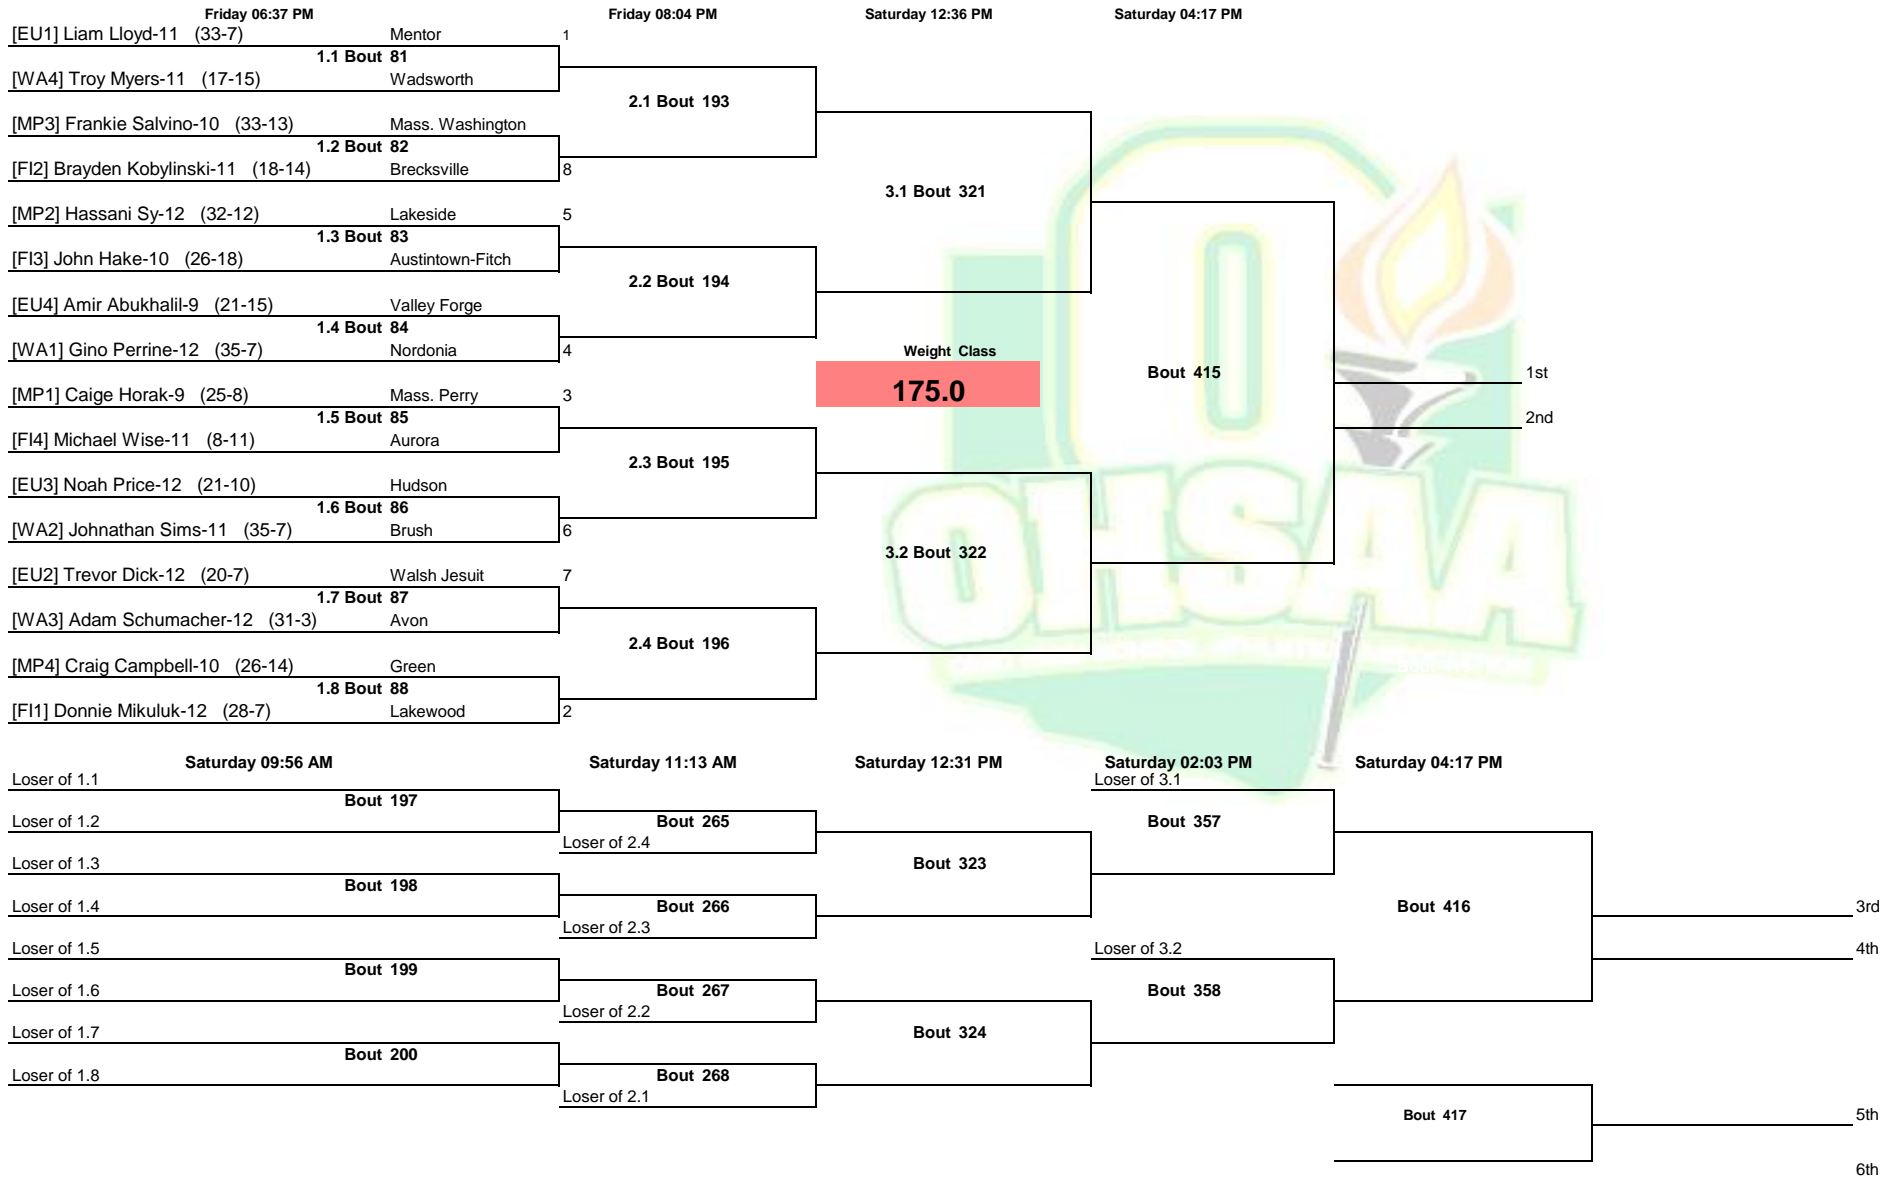 Friday 06:37 PM Friday 08:04 PM Saturday 12:36 PM Saturday 04:17 PM
[EU1] Liam Lloyd-11 (33-7) Mentor 1
1.1 Bout 81
[WA4] Troy Myers-11 (17-15) Wadsworth
2.1 Bout 193
[MP3] Frankie Salvino-10 (33-13) Mass. Washington
1.2 Bout 82
[FI2] Brayden Kobylinski-11 (18-14) Brecksville 8
3.1 Bout 321
[MP2] Hassani Sy-12 (32-12) Lakeside 5
1.3 Bout 83
[FI3] John Hake-10 (26-18) Austintown-Fitch
2.2 Bout 194
[EU4] Amir Abukhalil-9 (21-15) Valley Forge
1.4 Bout 84
[WA1] Gino Perrine-12 (35-7) Nordonia 4 Weight Class
Bout 415 1st
[MP1] Caige Horak-9 (25-8) Mass. Perry 3 175.0
1.5 Bout 85 2nd
[FI4] Michael Wise-11 (8-11) Aurora
2.3 Bout 195
[EU3] Noah Price-12 (21-10) Hudson
1.6 Bout 86
[WA2] Johnathan Sims-11 (35-7) Brush 6
3.2 Bout 322
OHSAA
[EU2] Trevor Dick-12 (20-7) Walsh Jesuit 7
1.7 Bout 87
[WA3] Adam Schumacher-12 (31-3) Avon
2.4 Bout 196
[MP4] Craig Campbell-10 (26-14) Green
1.8 Bout 88
[FI1] Donnie Mikuluk-12 (28-7) Lakewood 2
Saturday 09:56 AM Saturday 11:13 AM Saturday 12:31 PM Saturday 02:03 PM Saturday 04:17 PM
Loser of 1.1 Loser of 3.1
Bout 197
Loser of 1.2 Bout 265 Bout 357
Loser of 2.4
Loser of 1.3 Bout 323
Bout 198
Loser of 1.4 Bout 266 Bout 416 3rd
Loser of 2.3
Loser of 1.5 Loser of 3.2 4th
Bout 199
Loser of 1.6 Bout 267 Bout 358
Loser of 2.2
Loser of 1.7 Bout 324
Bout 200
Loser of 1.8 Bout 268
Loser of 2.1
Bout 417 5th
6th